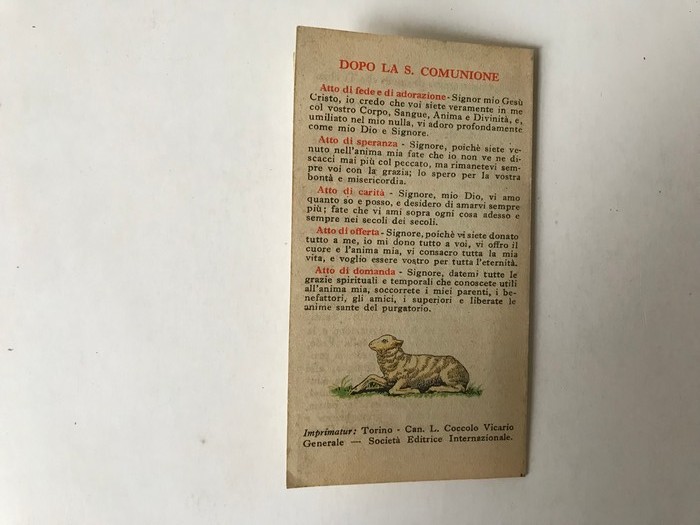 DOPO LA S. COMUNIONE
Atto di fede e di adorazione - Signor mio Gesù
Cristo, io credo che voi siete veramente in me
col vostro Corpo, Sangue, Anima e Divinità, e,
umiliato nel mio nulla, vi adoro profondamente
come mio Dio e Signore.
Atto di speranza - Signore, poichè siete ve-
nuto nell'anima mia fate che io non ve ne di-
scacci mai più col peccato, ma rimanetevi sem-
pre voi con la grazia; lo spero per la vostra
bontà e misericordia.
Atto di carità - Signore, mio Dio, vi amo
quanto so e posso, e desidero di amarvi sempre
più; fate che vi ami sopra ogni cosa adesso e
sempre nei secoli dei secoli.
Atto di offerta - Signore, poichè vi siete donato
tutto a me, io mi dono tutto a voi, vi offro il
cuore e l'anima mia, vi consacro tutta la mia
vita, e voglio essere vostro per tutta l'eternità.
Atto di domanda - Signore, datemi tutte le
grazie spirituali e temporali che conoscete utili
all'anima mia, soccorrete i miei parenti, i be-
nefattori, gli amici, i superiori e liberate le
anime sante del purgatorio.
Imprimatur: Torino - Can. L. Coccolo Vicario
Generale — Società Editrice Internazionale.